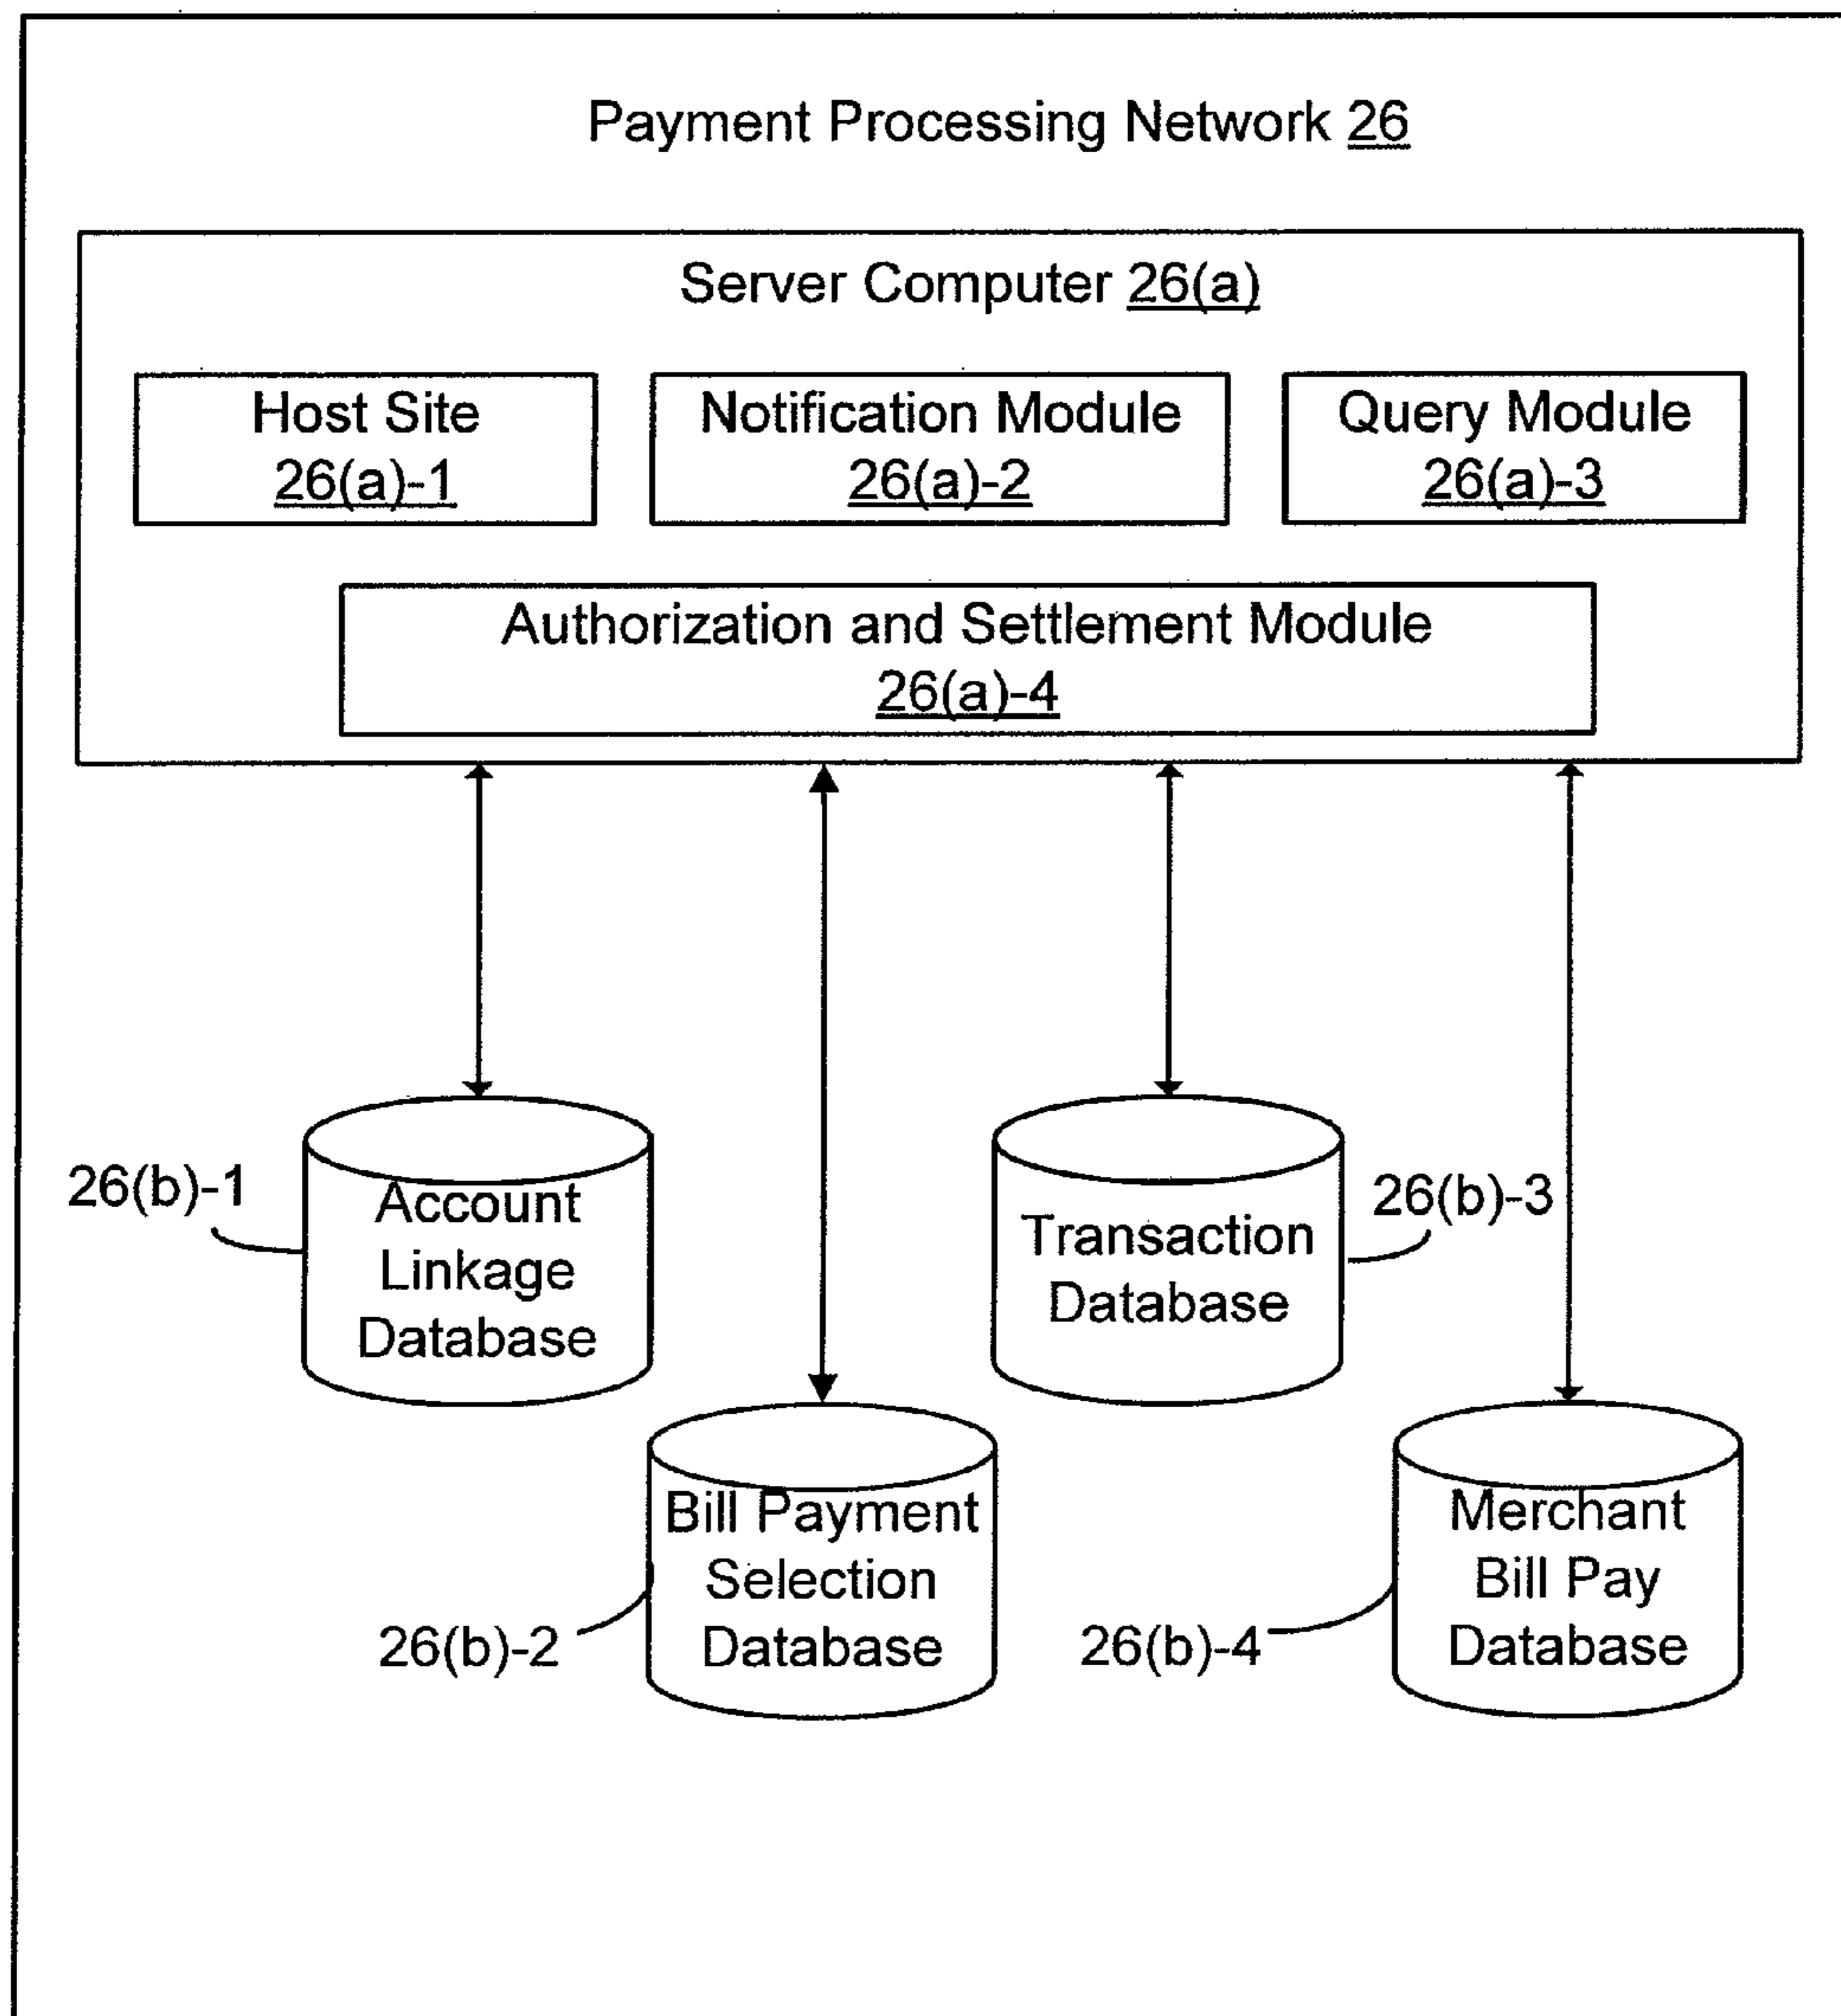 Payment Processing Network 26
Server Computer 26(a)
Host Site
26(a)-1
Notification Module
26(a)-2
Query Module
26(a)-3
Authorization and Settlement Module
26(a)-4
26(b)-1
Account
Linkage
Database
Transaction
Database
26(b)-3
Bill Payment
Selection
Database
26(b)-2
Merchant
Bill Pay
Database
26(b)-4